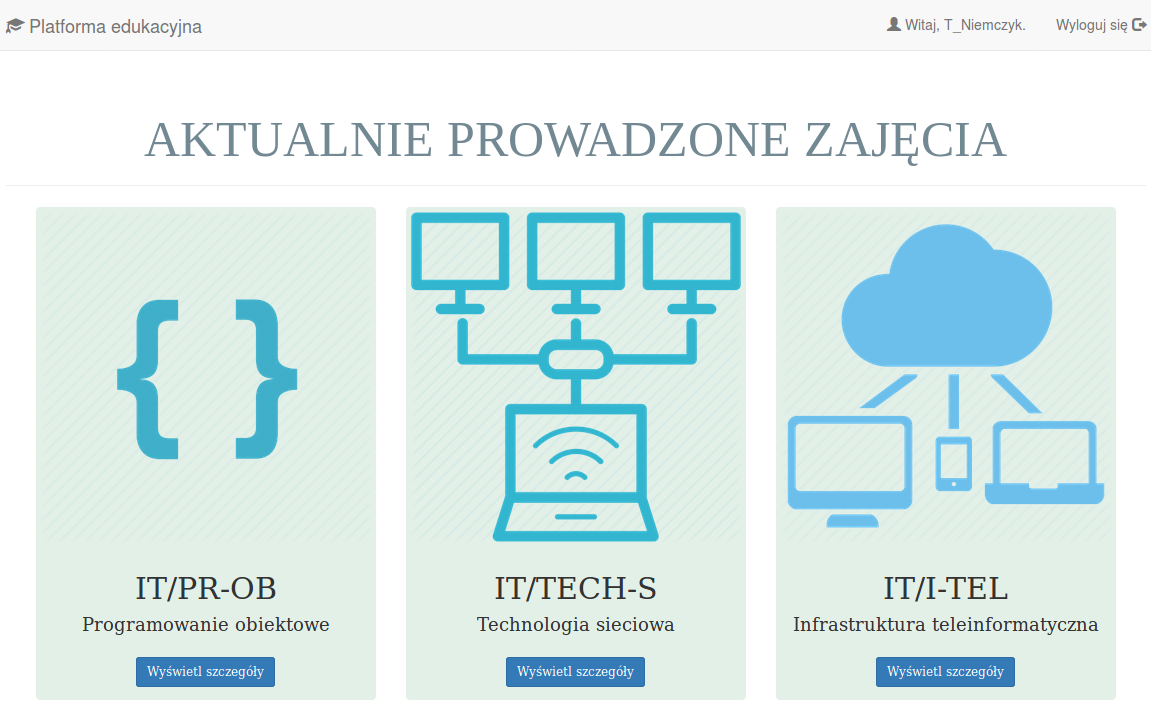 Platforma edukacyjna
Witaj, T_Niemczyk.
Wyloguj się
AKTUALNIE PROWADZONE ZAJĘCIA
{ }
IT/PR-OB
Programowanie obiektowe
Wyświetl szczegóły
IT/TECH-S
Technologia sieciowa
Wyświetl szczegóły
IT/I-TEL
Infrastruktura teleinformatyczna
Wyświetl szczegóły